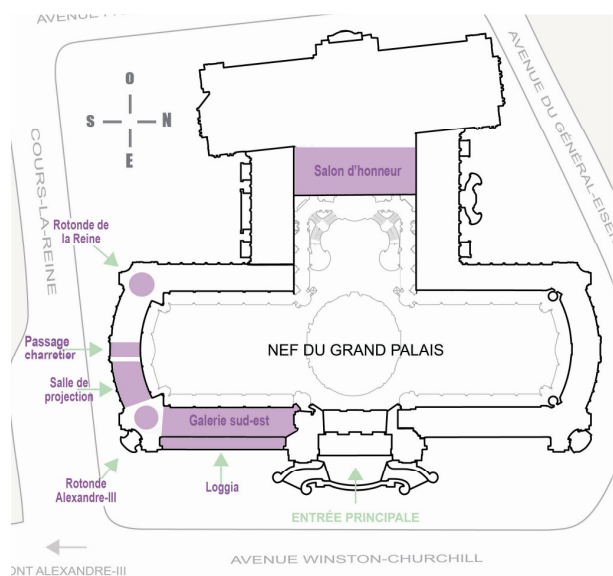 AVENUE
AVENUE DU GÉNÉRAL-EISEN
O
S
N
E
COURS-LA-REINE
Salon d'honneur
Rotonde de
la Reine
Passage
charretier
NEF DU GRAND PALAIS
Salle de
projection
Galerie sud-est
Rotonde
Alexandre-III
Loggia
ENTRÉE PRINCIPALE
AVENUE WINSTON-CHURCHILL
ONT ALEXANDRE-III